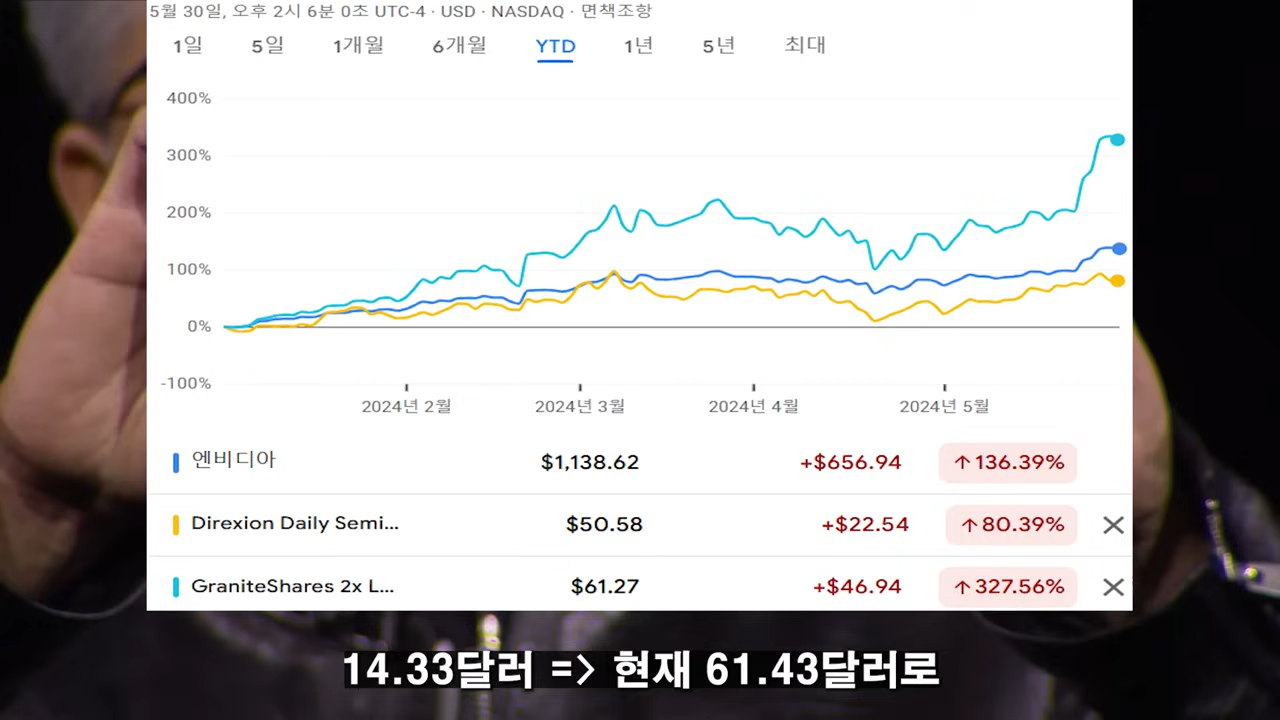 5월 30일, 오후 2시 6분 0초 UTC-4 · USD · NASDAQ · 면책조항
1일 5일 1개월 6개월 YTD 1년 5년 최대
400%
300%
200%
100%
0%
-100%
2024년 2월 2024년 3월 2024년 4월 2024년 5월
엔비디아 $1,138.62 +$656.94 ↑136.39%
Direxion Daily Semi... $50.58 +$22.54 ↑80.39%
GraniteShares 2x L... $61.27 +$46.94 ↑327.56%
14.33달러 => 현재 61.43달러로